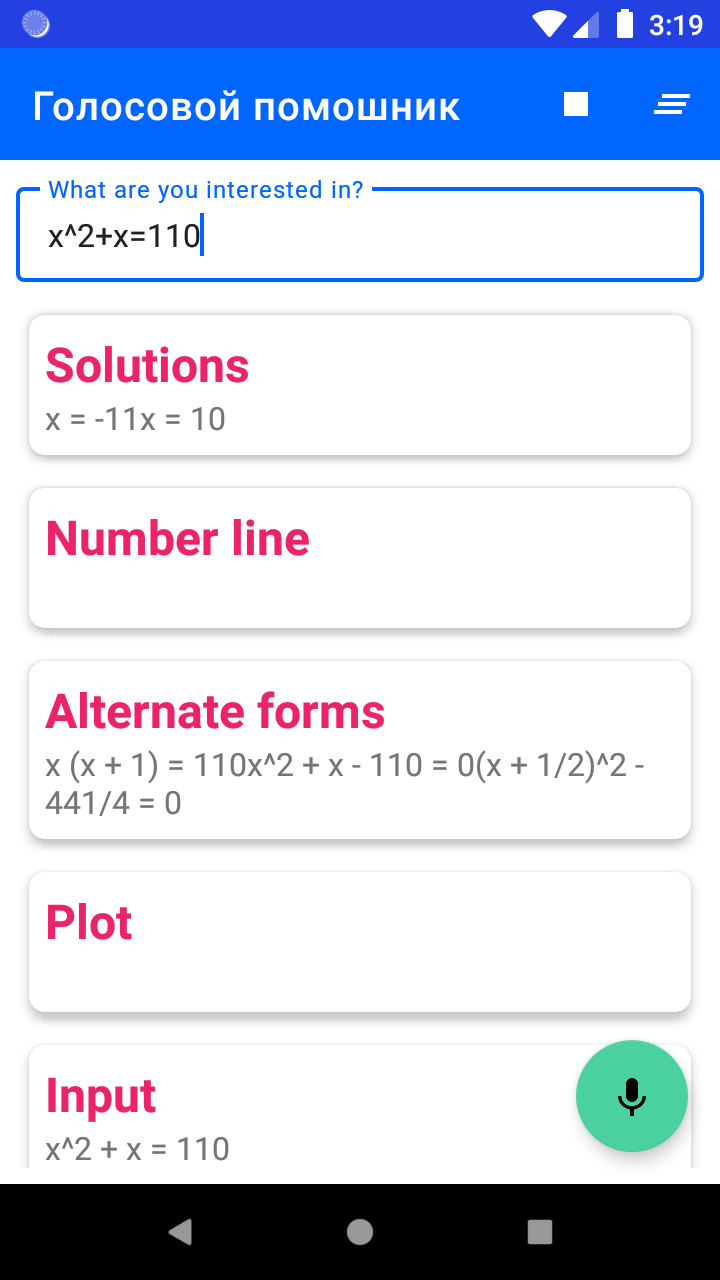 3:19
Голосовой помошник
What are you interested in?
x^2+x=110
Solutions
x = -11x = 10
Number line
Alternate forms
x (x + 1) = 110x^2 + x - 110 = 0(x + 1/2)^2 -
441/4 = 0
Plot
Input
x^2 + x = 110